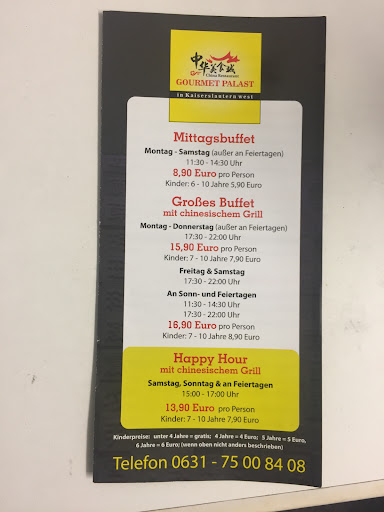 中华美食城
China Restaurant
GOURMET PALAST
in Kaiserslautern west
Mittagsbuffet
Montag - Samstag (außer an Feiertagen)
11:30 - 14:30 Uhr
8,90 Euro pro Person
Kinder: 6 - 10 Jahre 5,90 Euro
Großes Buffet
mit chinesischem Grill
Montag - Donnerstag (außer an Feiertagen)
17:30 - 22:00 Uhr
15,90 Euro pro Person
Kinder: 7 - 10 Jahre 7,90 Euro
Freitag & Samstag
17:30 - 22:00 Uhr
An Sonn- und Feiertagen
11:30 - 14:30 Uhr
17:30 - 22:00 Uhr
16,90 Euro pro Person
Kinder: 7 - 10 Jahre 8,90 Euro
Happy Hour
mit chinesischem Grill
Samstag, Sonntag & an Feiertagen
15:00 - 17:00 Uhr
13,90 Euro pro Person
Kinder: 7 - 10 Jahre 7,90 Euro
Kinderpreise: unter 4 Jahre = gratis; 4 Jahre = 4 Euro; 5 Jahre = 5 Euro,
6 Jahre = 6 Euro; (wenn oben nicht anders beschrieben)
Telefon 0631 - 75 00 84 08